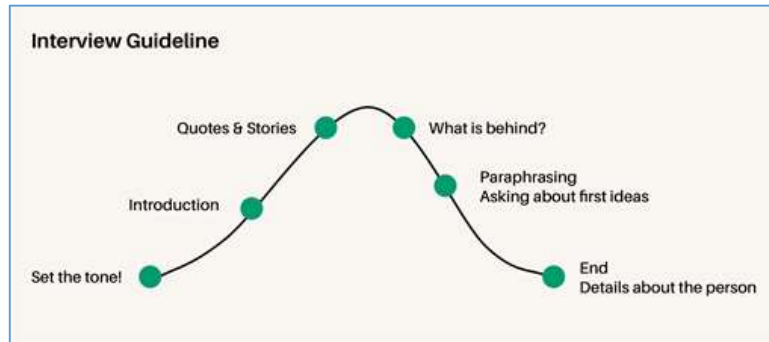 Interview Guideline
Set the tone!
Introduction
Quotes & Stories
What is behind?
Paraphrasing
Asking about first ideas
End
Details about the person